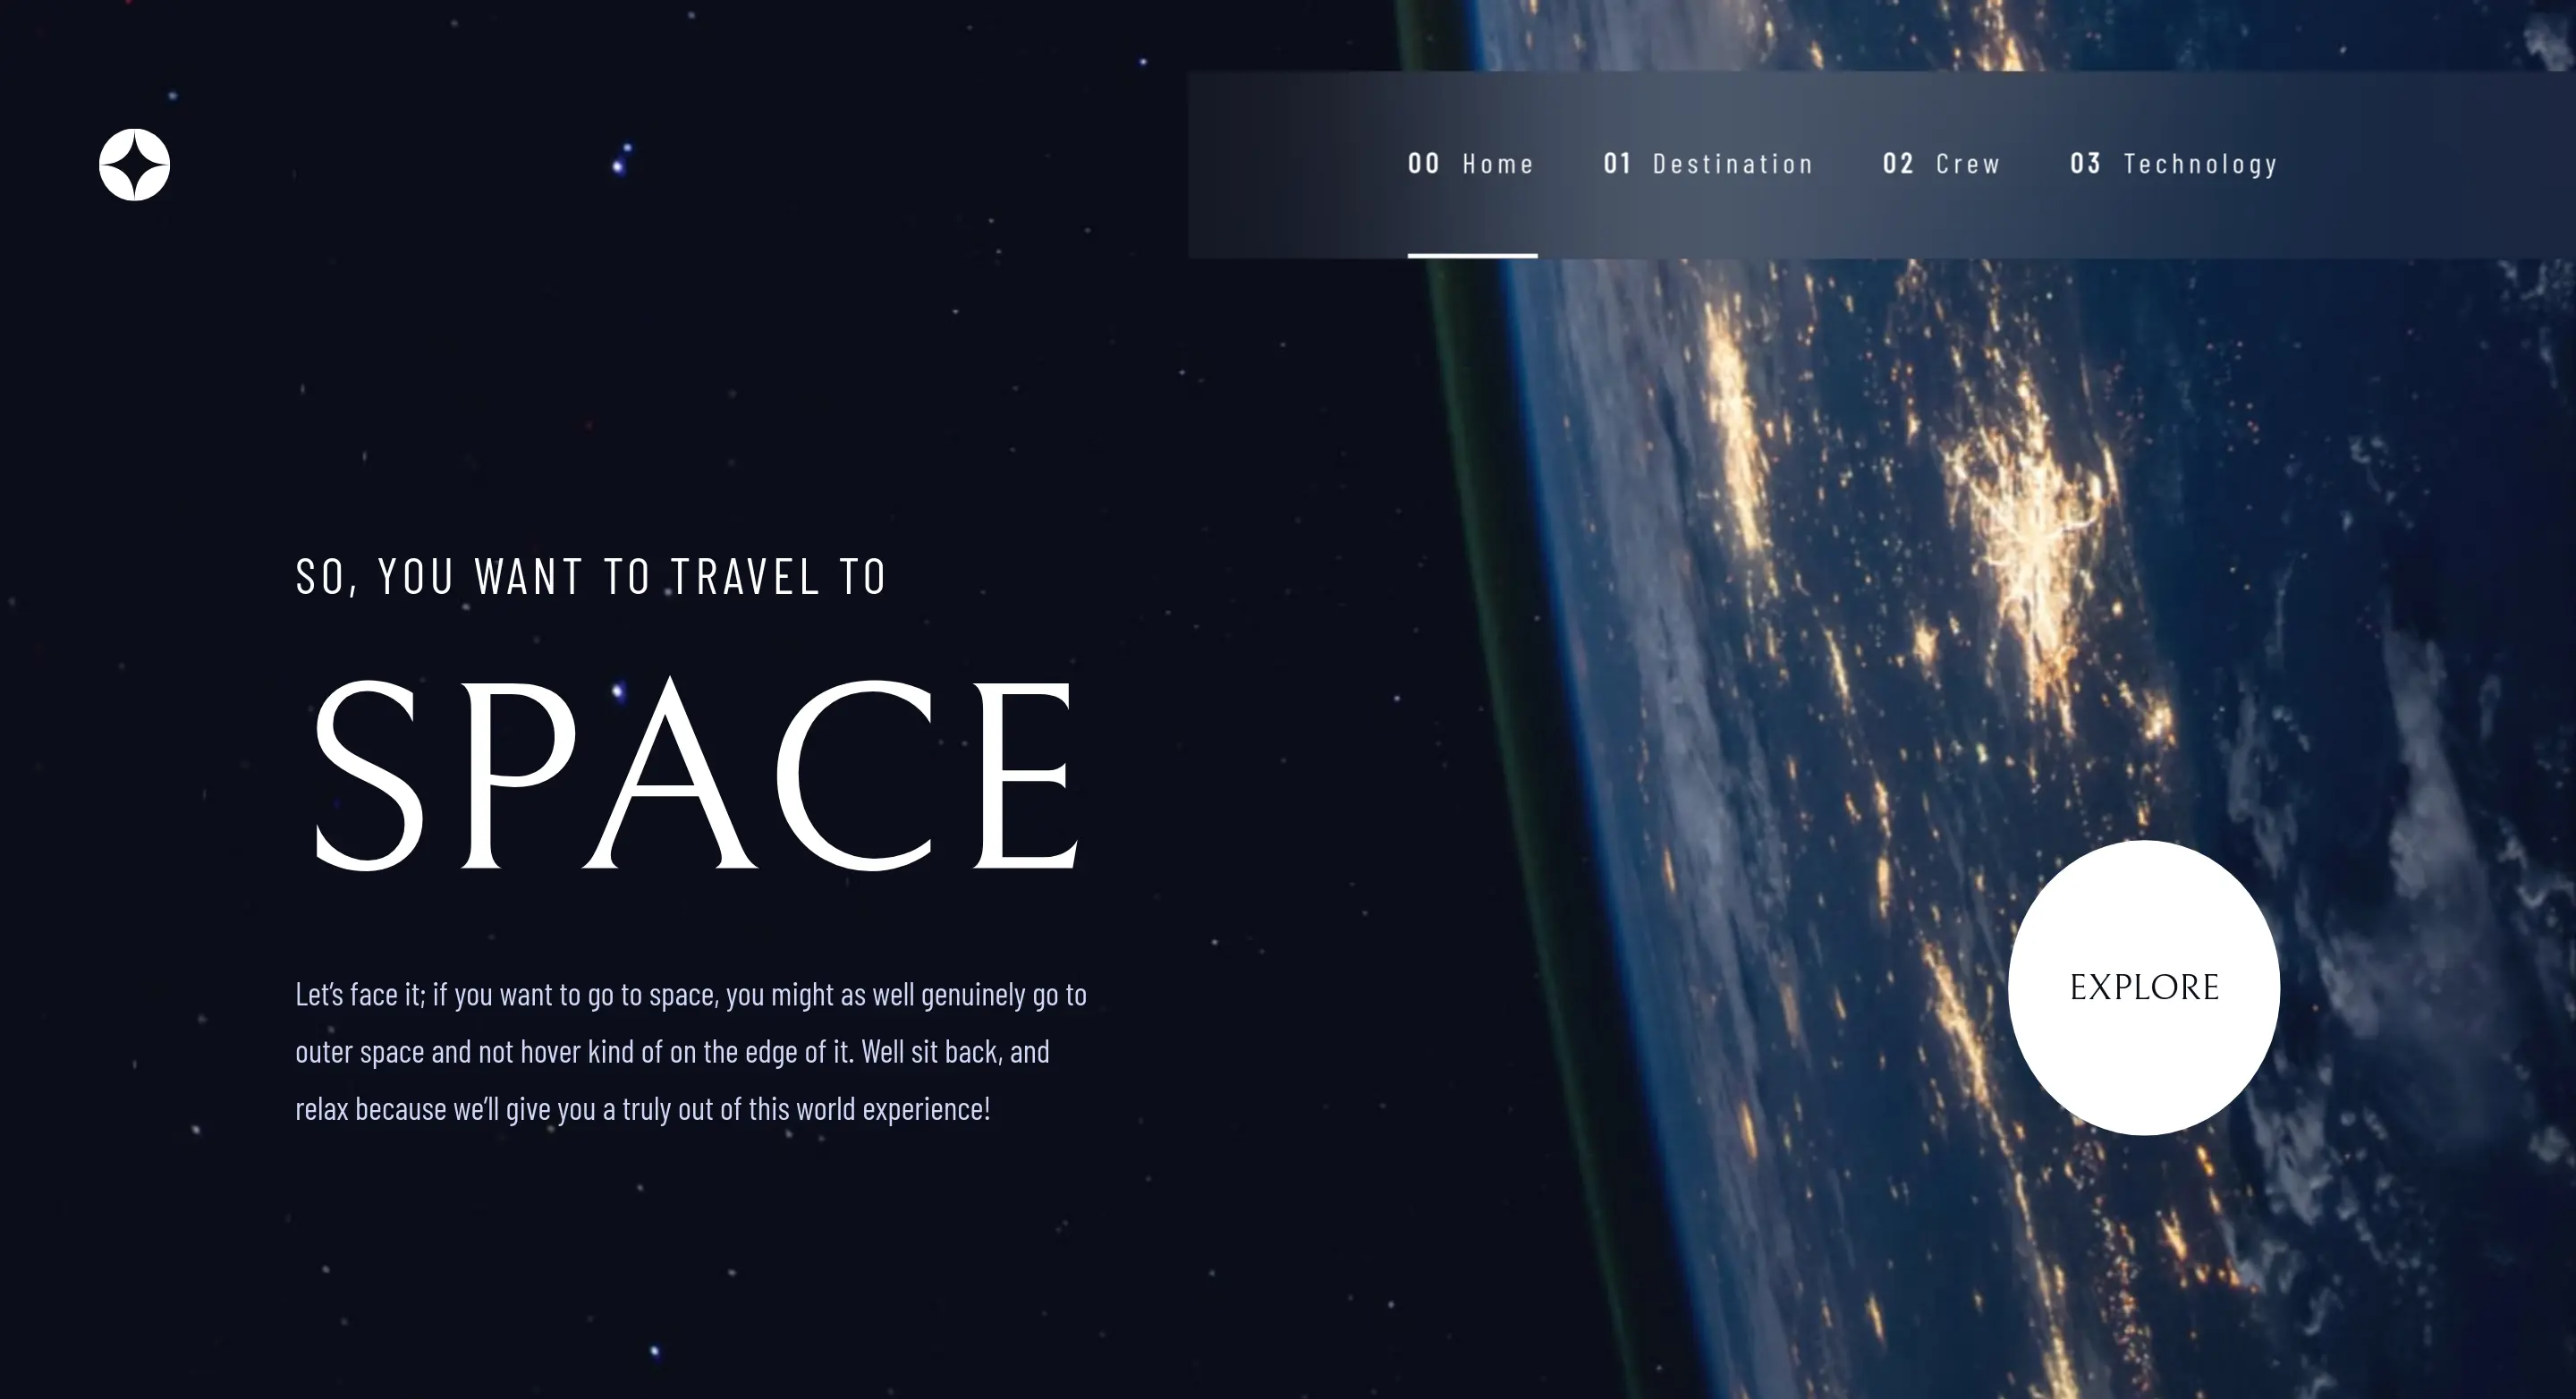 00 Home 01 Destination 02 Crew 03 Technology
SO, YOU WANT TO TRAVEL TO
SPACE
Let’s face it; if you want to go to space, you might as well genuinely go to
outer space and not hover kind of on the edge of it. Well sit back, and
relax because we’ll give you a truly out of this world experience!
EXPLORE